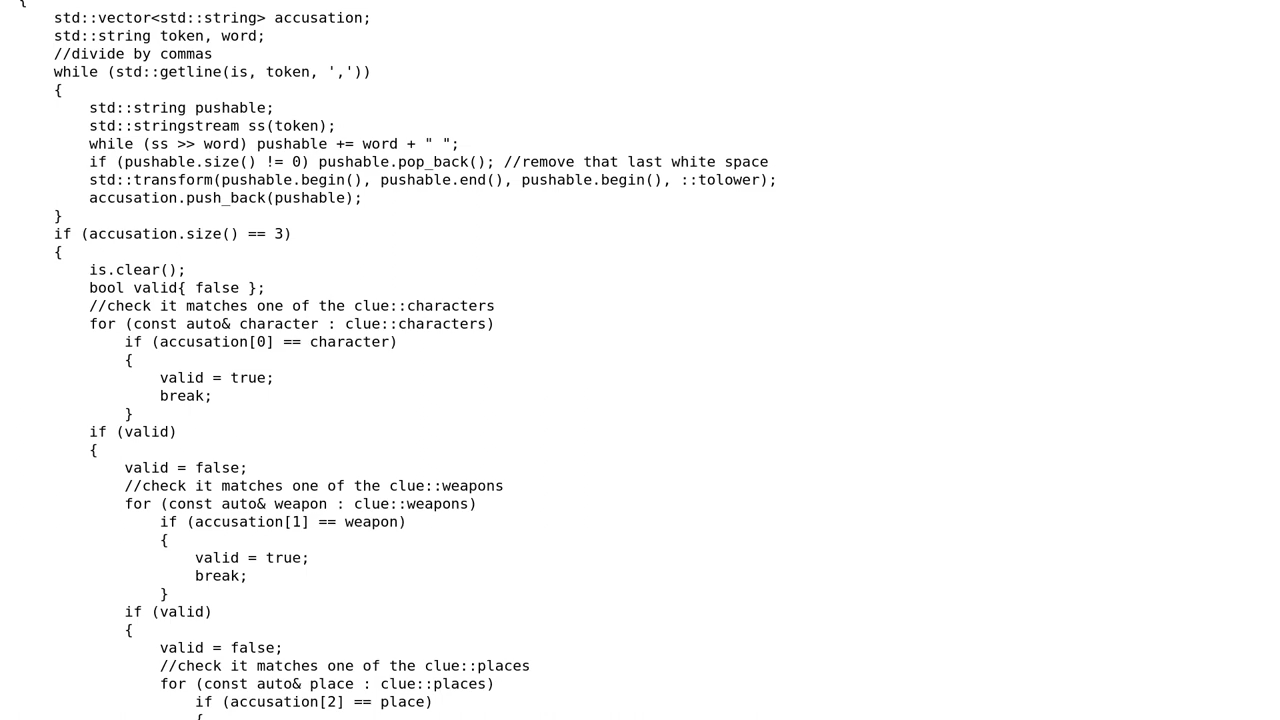 {
    std::vector<std::string> accusation;
    std::string token, word;
    //divide by commas
    while (std::getline(is, token, ','))
    {
        std::string pushable;
        std::stringstream ss(token);
        while (ss >> word) pushable += word + " ";
        if (pushable.size() != 0) pushable.pop_back(); //remove that last white space
        std::transform(pushable.begin(), pushable.end(), pushable.begin(), ::tolower);
        accusation.push_back(pushable);
    }
    if (accusation.size() == 3)
    {
        is.clear();
        bool valid{ false };
        //check it matches one of the clue::characters
        for (const auto& character : clue::characters)
            if (accusation[0] == character)
            {
                valid = true;
                break;
            }
        if (valid)
        {
            valid = false;
            //check it matches one of the clue::weapons
            for (const auto& weapon : clue::weapons)
                if (accusation[1] == weapon)
                {
                    valid = true;
                    break;
                }
            if (valid)
            {
                valid = false;
                //check it matches one of the clue::places
                for (const auto& place : clue::places)
                    if (accusation[2] == place)
                    {